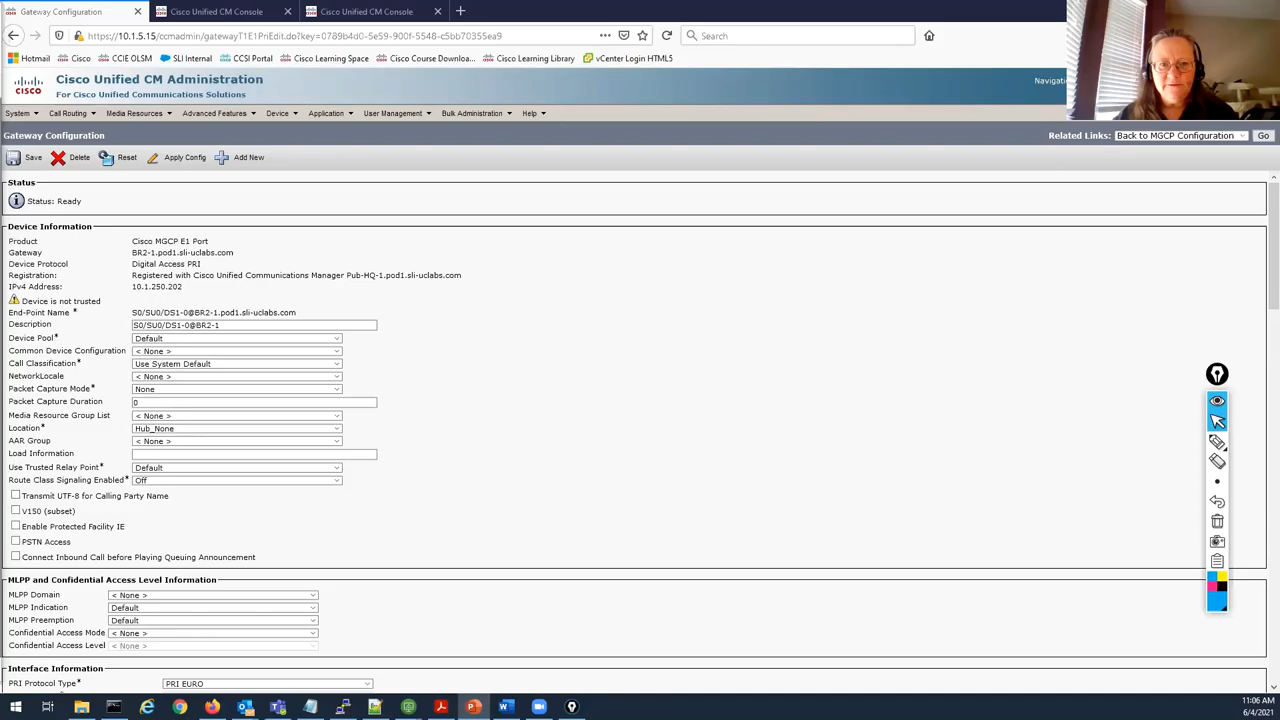 Gateway Configuration
Cisco Unified CM Console
Cisco Unified CM Console
https://10.1.5.15/ccmadmin/gatewayT1E1PriEdit.do?key=0789b4d0-5e59-900f-5548-c5bb70355ea9
Search
Hotmail Cisco CCIE OLSM SLI Internal CCSI Portal Cisco Learning Space Cisco Course Downloa... Cisco Learning Library vCenter Login HTML5
CISCO
Cisco Unified CM Administration
For Cisco Unified Communications Solutions
Navigatio
System Call Routing Media Resources Advanced Features Device Application User Management Bulk Administration Help
Gateway Configuration
Related Links: Back to MGCP Configuration Go
Save Delete Reset Apply Config Add New
Status
Status: Ready
Device Information
Product Cisco MGCP E1 Port
Gateway BR2-1.pod1.sli-uclabs.com
Device Protocol Digital Access PRI
Registration: Registered with Cisco Unified Communications Manager Pub-HQ-1.pod1.sli-uclabs.com
IPv4 Address: 10.1.250.202
Device is not trusted
End-Point Name * S0/SU0/DS1-0@BR2-1.pod1.sli-uclabs.com
Description S0/SU0/DS1-0@BR2-1
Device Pool* Default
Common Device Configuration < None >
Call Classification* Use System Default
NetworkLocale < None >
Packet Capture Mode* None
Packet Capture Duration 0
Media Resource Group List < None >
Location* Hub_None
AAR Group < None >
Load Information
Use Trusted Relay Point* Default
Route Class Signaling Enabled* Off
Transmit UTF-8 for Calling Party Name
V150 (subset)
Enable Protected Facility IE
PSTN Access
Connect Inbound Call before Playing Queuing Announcement
MLPP and Confidential Access Level Information
MLPP Domain < None >
MLPP Indication Default
MLPP Preemption Default
Confidential Access Mode < None >
Confidential Access Level < None >
Interface Information
PRI Protocol Type* PRI EURO
11:06 AM
6/4/2021